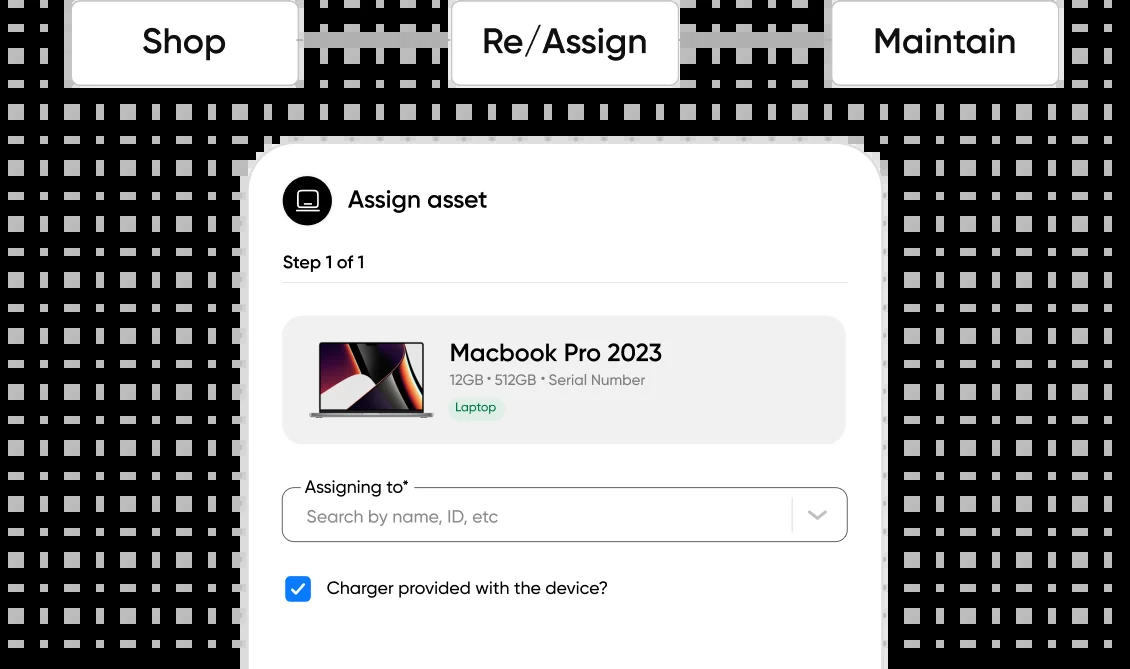 Shop
Re/Assign
Maintain
Assign asset
Step 1 of 1
Macbook Pro 2023
12GB • 512GB • Serial Number
Laptop
Assigning to*
Search by name, ID, etc
Charger provided with the device?